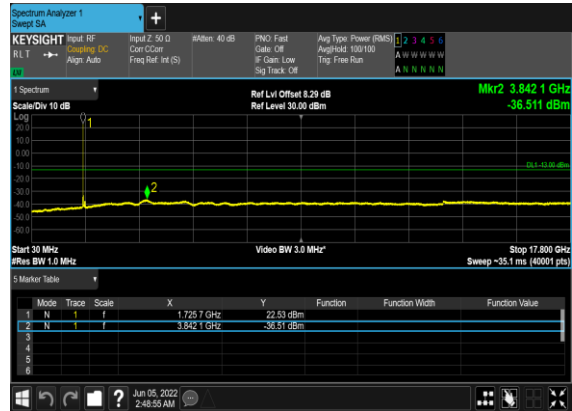 Spectrum Analyzer 1
Swept SA
+
KEYSIGHT Input: RF Input Z: 50 Ω #Atten: 40 dB PNO: Fast Avg Type: Power (RMS) 1 2 3 4 5 6
RLT Coupling: DC Corr CCorr Gate: Off Avg|Hold: 100/100 A W W W W W
Align: Auto Freq Ref: Int (S) IF Gain: Low Trig: Free Run
Sig Track: Off A N N N N N
1 Spectrum Ref Lvl Offset 8.29 dB Mkr2 3.842 1 GHz
Scale/Div 10 dB Ref Level 30.00 dBm -36.511 dBm
Log
20.0
10.0
0.00
-10.0
-20.0
-30.0
-40.0
-50.0
-60.0
1
DL1 -13.00 dBm
2
Start 30 MHz Video BW 3.0 MHz* Stop 17.800 GHz
#Res BW 1.0 MHz Sweep ~35.1 ms (40001 pts)
5 Marker Table
Mode Trace Scale X Y Function Function Width Function Value
1 N 1 f 1.725 7 GHz 22.53 dBm
2 N 1 f 3.842 1 GHz -36.51 dBm
3
4
5
6
? Jun 05, 2022
2:48:55 AM